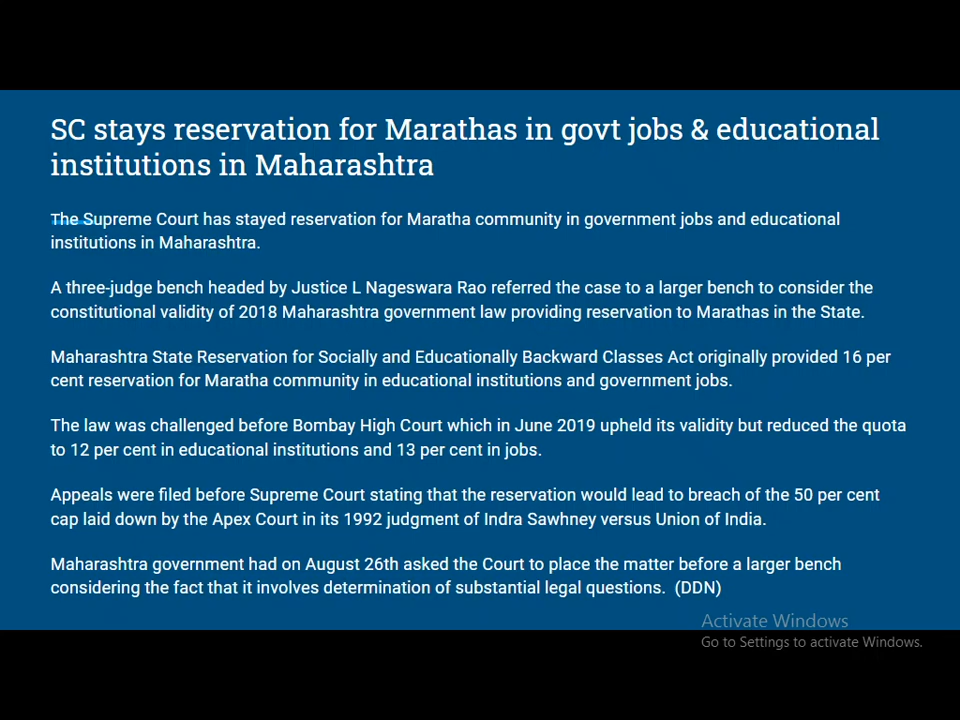 SC stays reservation for Marathas in govt jobs & educational
institutions in Maharashtra
The Supreme Court has stayed reservation for Maratha community in government jobs and educational
institutions in Maharashtra.
A three-judge bench headed by Justice L Nageswara Rao referred the case to a larger bench to consider the
constitutional validity of 2018 Maharashtra government law providing reservation to Marathas in the State.
Maharashtra State Reservation for Socially and Educationally Backward Classes Act originally provided 16 per
cent reservation for Maratha community in educational institutions and government jobs.
The law was challenged before Bombay High Court which in June 2019 upheld its validity but reduced the quota
to 12 per cent in educational institutions and 13 per cent in jobs.
Appeals were filed before Supreme Court stating that the reservation would lead to breach of the 50 per cent
cap laid down by the Apex Court in its 1992 judgment of Indra Sawhney versus Union of India.
Maharashtra government had on August 26th asked the Court to place the matter before a larger bench
considering the fact that it involves determination of substantial legal questions. (DDN)
Activate Windows
Go to Settings to activate Windows.